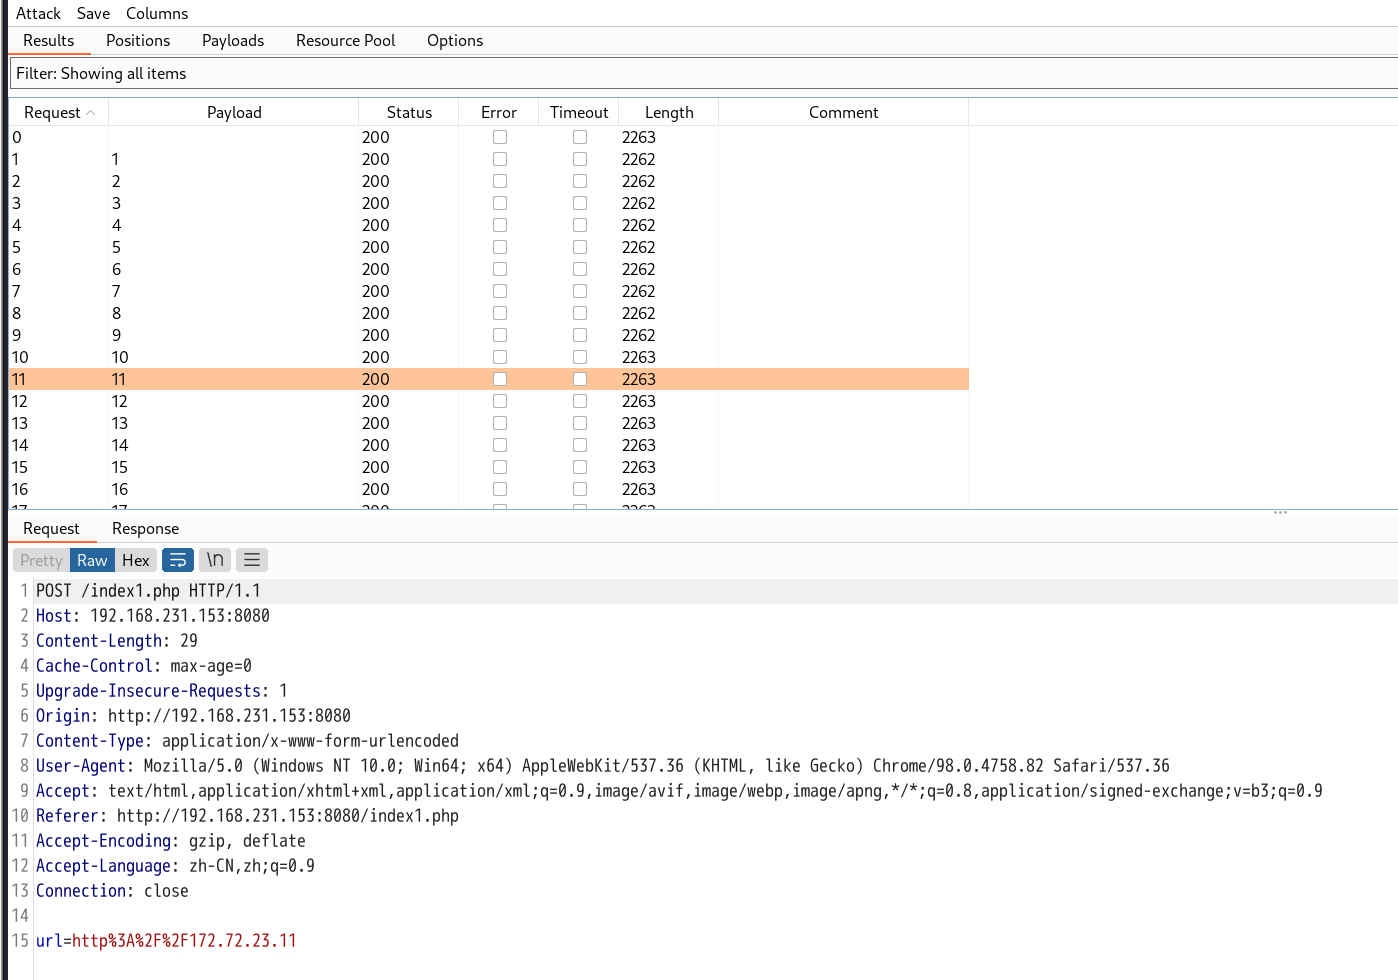 Attack Save Columns
Results Positions Payloads Resource Pool Options
Filter: Showing all items
Request Payload Status Error Timeout Length Comment
0 200 2263
1 1 200 2262
2 2 200 2262
3 3 200 2262
4 4 200 2262
5 5 200 2262
6 6 200 2262
7 7 200 2262
8 8 200 2262
9 9 200 2262
10 10 200 2263
11 11 200 2263
12 12 200 2263
13 13 200 2263
14 14 200 2263
15 15 200 2263
16 16 200 2263
17 17 200 2263
Request Response
Pretty Raw Hex \n
1 POST /index1.php HTTP/1.1
2 Host: 192.168.231.153:8080
3 Content-Length: 29
4 Cache-Control: max-age=0
5 Upgrade-Insecure-Requests: 1
6 Origin: http://192.168.231.153:8080
7 Content-Type: application/x-www-form-urlencoded
8 User-Agent: Mozilla/5.0 (Windows NT 10.0; Win64; x64) AppleWebKit/537.36 (KHTML, like Gecko) Chrome/98.0.4758.82 Safari/537.36
9 Accept: text/html,application/xhtml+xml,application/xml;q=0.9,image/avif,image/webp,image/apng,*/*;q=0.8,application/signed-exchange;v=b3;q=0.9
10 Referer: http://192.168.231.153:8080/index1.php
11 Accept-Encoding: gzip, deflate
12 Accept-Language: zh-CN,zh;q=0.9
13 Connection: close
14
15 url=http%3A%2F%2F172.72.23.11